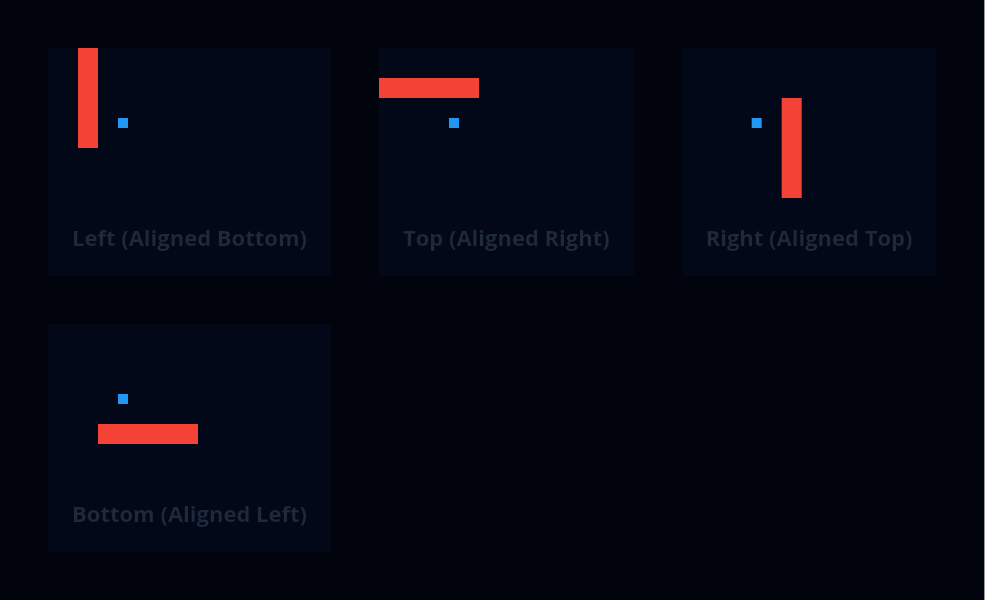 Left (Aligned Bottom)
Top (Aligned Right)
Right (Aligned Top)
Bottom (Aligned Left)